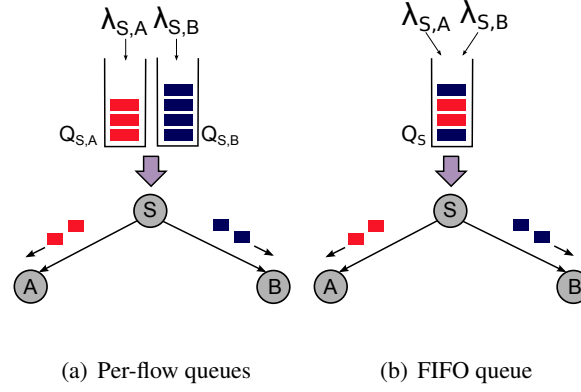 λS,A λS,B
λS,A λS,B
QS,A QS,B
QS
S
S
A B
A B
(a) Per-flow queues
(b) FIFO queue